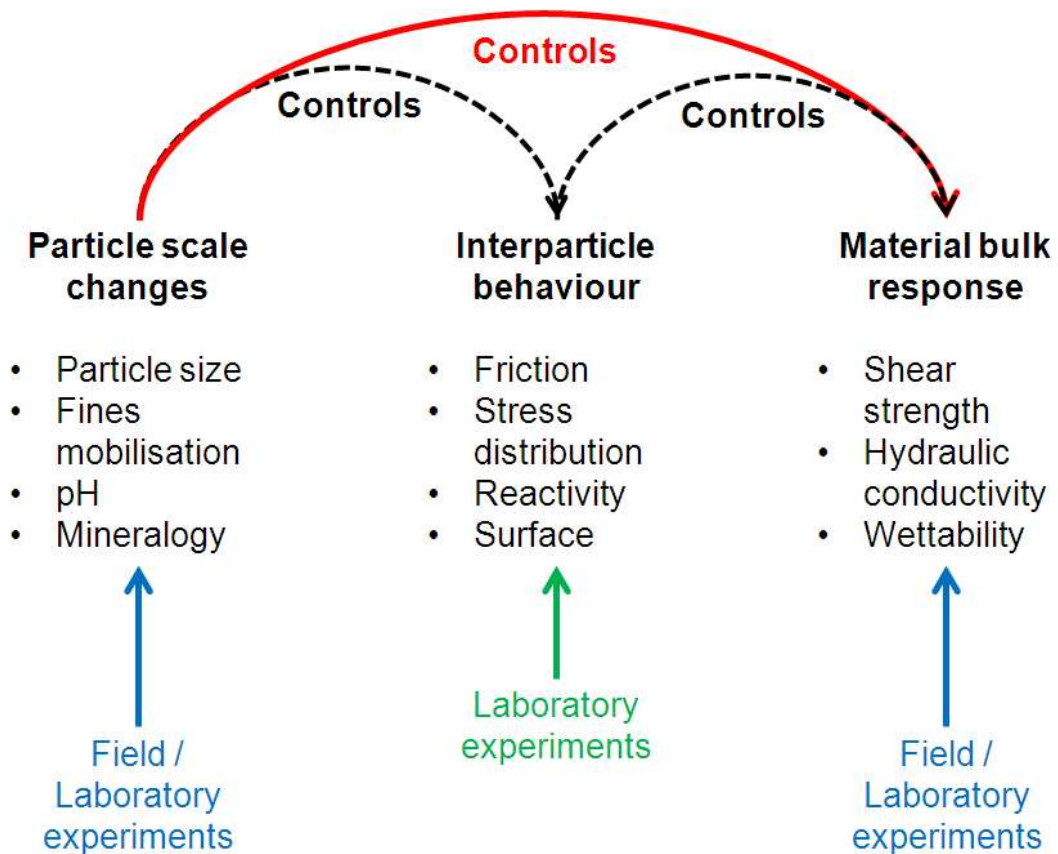 Controls
Controls
Controls
Particle scale
changes
• Particle size
• Fines
mobilisation
• pH
• Mineralogy
Field /
Laboratory
experiments
Interparticle
behaviour
• Friction
• Stress
distribution
• Reactivity
• Surface
Laboratory
experiments
Material bulk
response
• Shear
strength
• Hydraulic
conductivity
• Wettability
Field /
Laboratory
experiments